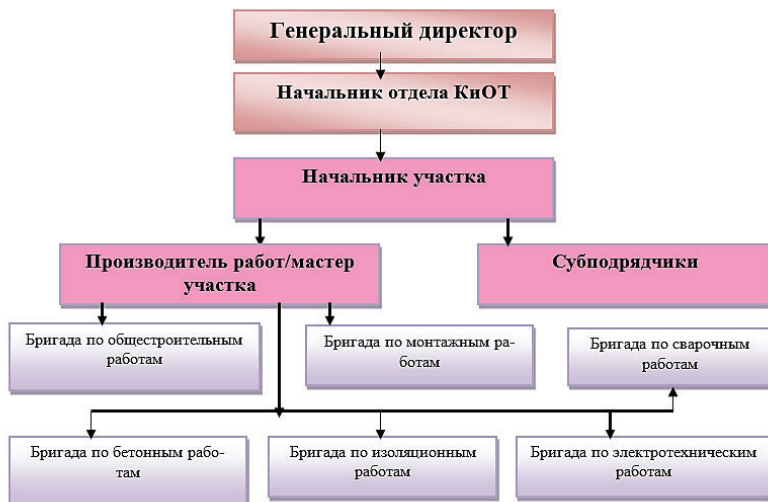 Генеральный директор
Начальник отдела КиОТ
Начальник участка
Производитель работ/мастер
участка
Субподрядчики
Бригада по общестроительным
работам
Бригада по монтажным ра-
ботам
Бригада по сварочным
работам
Бригада по бетонным рабо-
там
Бригада по изоляционным
работам
Бригада по электротехническим
работам